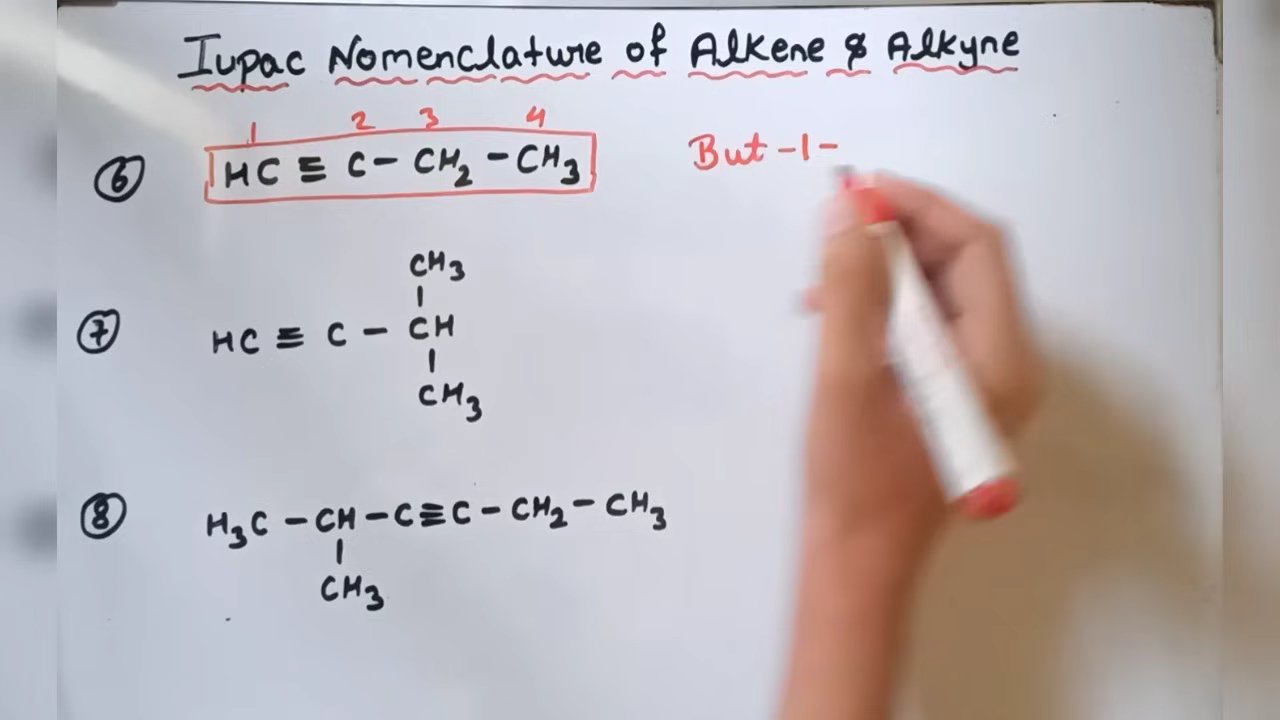 Iupac Nomenclature of Alkene & Alkyne
1 2 3 4
⑥ HC ≡ C - CH₂ - CH₃ But -1-
CH₃
|
⑦ HC ≡ C - CH
|
CH₃
⑧ H₃C - CH - C ≡ C - CH₂ - CH₃
|
CH₃